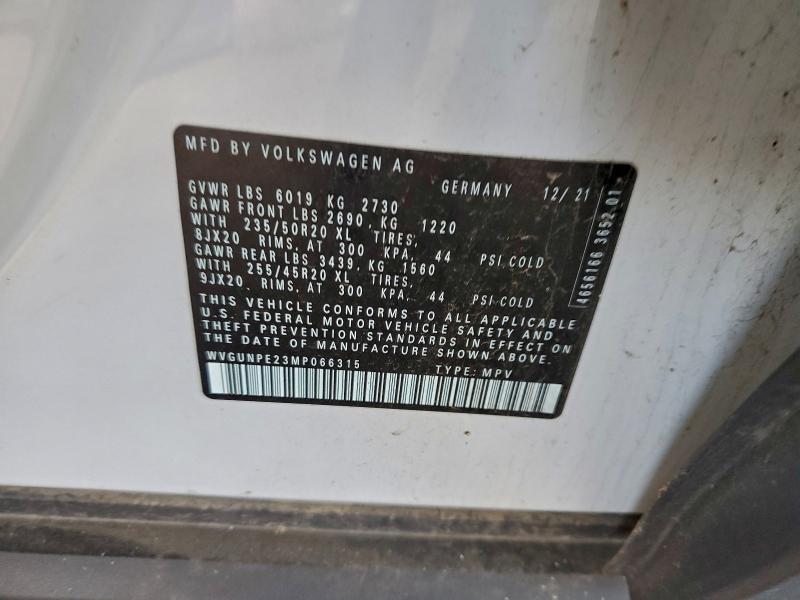 MFD BY VOLKSWAGEN AG
GERMANY 12/ 21
GVWR LBS 6019 KG 2730
GAWR FRONT LBS 2690, KG 1220
WITH 235/50R20 XL TIRES,
8JX20 RIMS, AT 300 KPA, 44 PSI COLD
GAWR REAR LBS 3439, KG 1560
WITH 255/45R20 XL TIRES,
9JX20 RIMS, AT 300 KPA, 44 PSI COLD
THIS VEHICLE CONFORMS TO ALL APPLICABLE
U.S. FEDERAL MOTOR VEHICLE SAFETY AND
THEFT PREVENTION STANDARDS IN EFFECT ON
THE DATE OF MANUFACTURE SHOWN ABOVE.
WVGUNPE23MP066315 TYPE: MPV
4656166 3652 01